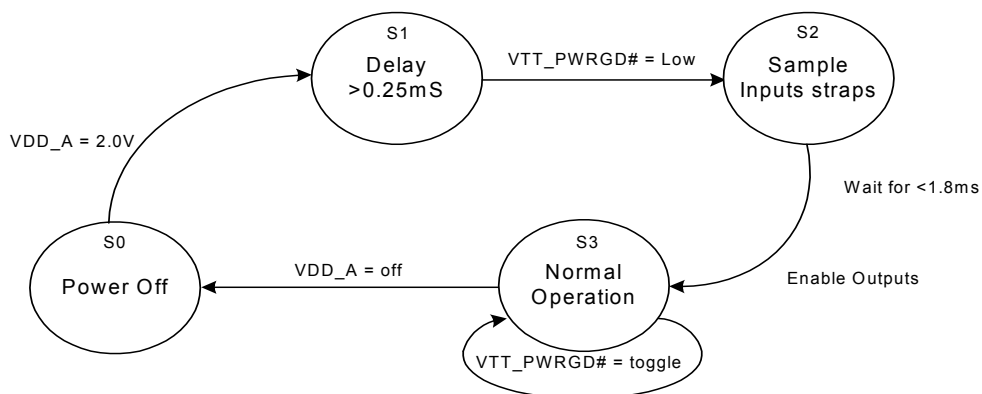 S1
Delay
>0.25mS
VTT_PWRGD# = Low
S2
Sample
Inputs straps
VDD_A = 2.0V
Wait for <1.8ms
Enable Outputs
S0
Power Off
VDD_A = off
S3
Normal
Operation
VTT_PWRGD# = toggle